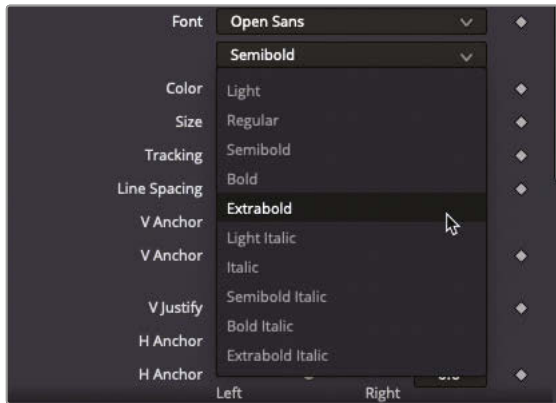 Font Open Sans
Semibold
Color Light
Size Regular
Tracking Semibold
Bold
Line Spacing
Extrabold
V Anchor
Light Italic
V Anchor
Italic
Semibold Italic
V Justify
Bold Italic
H Anchor
Extrabold Italic
H Anchor
Left Right